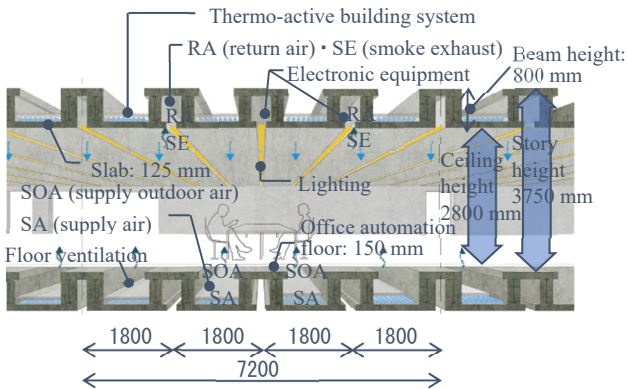 Thermo-active building system
RA (return air)・SE (smoke exhaust)
Electronic equipment
Beam height:
800 mm
RA
RA
SE
SE
Slab: 125 mm
Lighting
Ceiling
height
2800 mm
Story
height
3750 mm
SOA (supply outdoor air)
SA (supply air)
Office automation
floor: 150 mm
Floor ventilation
SOA
SOA
SA
SA
1800
1800
1800
1800
7200